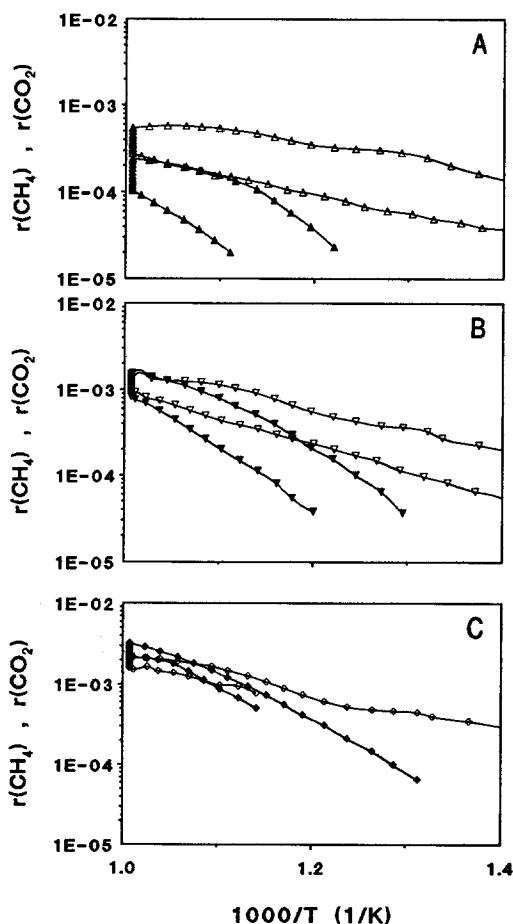 A
1E-02
1E-03
1E-04
1E-05
r(CH₄) , r(CO₂)
B
1E-02
1E-03
1E-04
1E-05
r(CH₄) , r(CO₂)
C
1E-02
1E-03
1E-04
1E-05
r(CH₄) , r(CO₂)
1.0 1.2 1.4
1000/T (1/K)